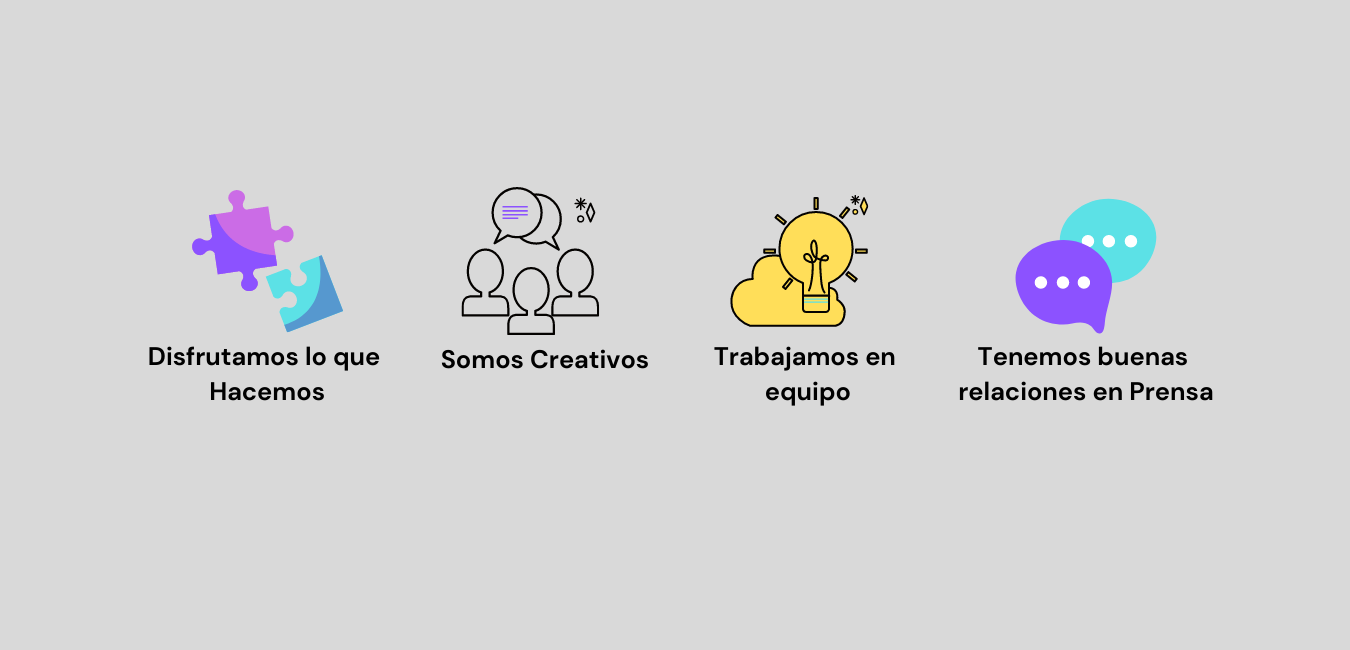 Disfrutamos lo que
Hacemos
Somos Creativos
Trabajamos en
equipo
Tenemos buenas
relaciones en Prensa